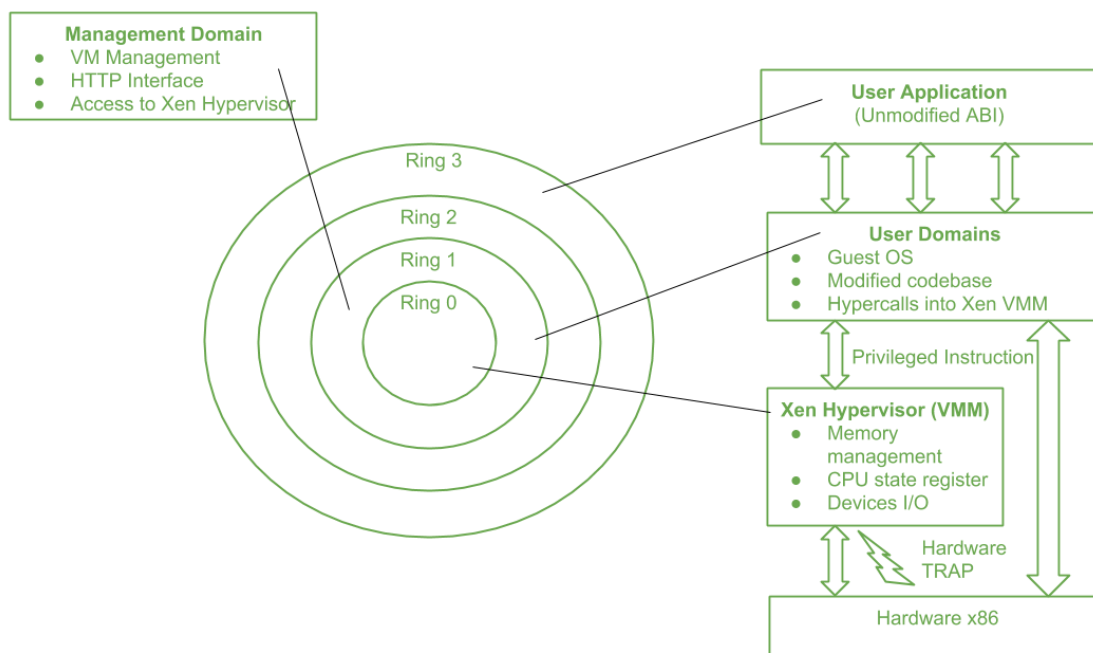 Management Domain
● VM Management
● HTTP Interface
● Access to Xen Hypervisor
Ring 3
Ring 2
Ring 1
Ring 0
User Application
(Unmodified ABI)
User Domains
● Guest OS
● Modified codebase
● Hypercalls into Xen VMM
Privileged Instruction
Xen Hypervisor (VMM)
● Memory
management
● CPU state register
● Devices I/O
Hardware
TRAP
Hardware x86